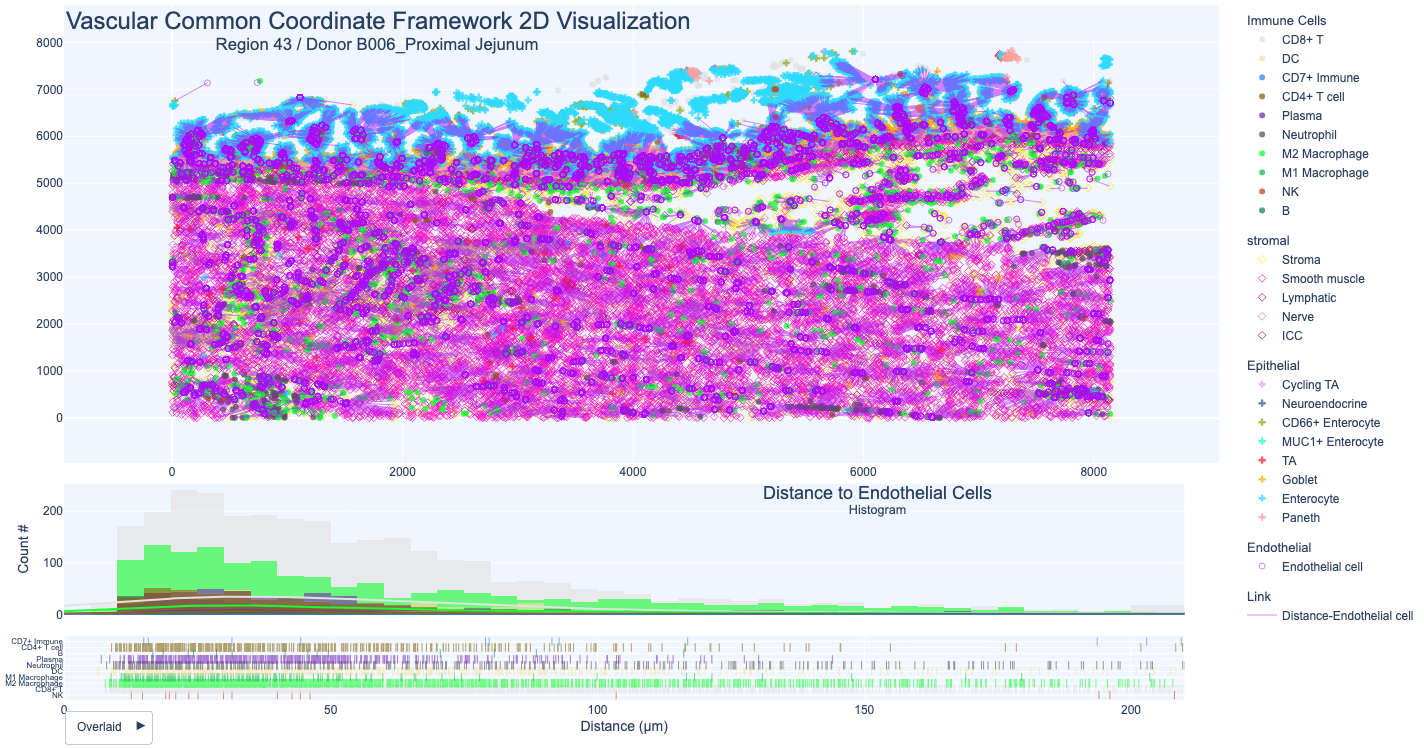 Vascular Common Coordinate Framework 2D Visualization
Region 43 / Donor B006_Proximal Jejunum
8000
7000
6000
5000
4000
3000
2000
1000
0
0 2000 4000 6000 8000
Distance to Endothelial Cells
Histogram
Count #
200
100
0
CD7+ Immune
CD4+ T cell
B
Plasma
Neutrophil
DC
M1 Macrophage
M2 Macrophage
CD8+ T
NK
0 50 100 150 200
Distance (μm)
Overlaid ►
Immune Cells
CD8+ T
DC
CD7+ Immune
CD4+ T cell
Plasma
Neutrophil
M2 Macrophage
M1 Macrophage
NK
B
stromal
Stroma
Smooth muscle
Lymphatic
Nerve
ICC
Epithelial
Cycling TA
Neuroendocrine
CD66+ Enterocyte
MUC1+ Enterocyte
TA
Goblet
Enterocyte
Paneth
Endothelial
Endothelial cell
Link
Distance-Endothelial cell